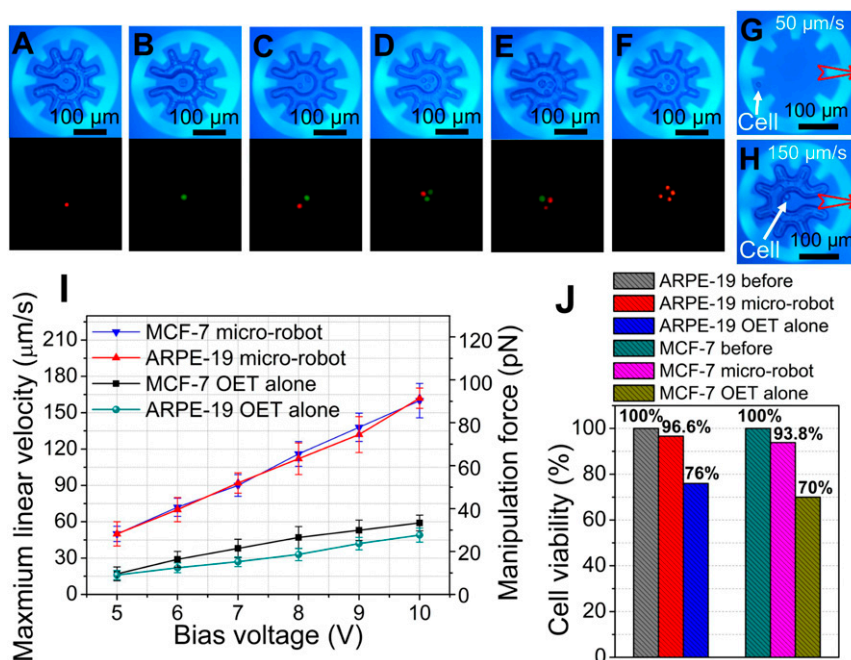 A
B
C
D
E
F
G
50 µm/s
100 µm
100 µm
100 µm
100 µm
100 µm
100 µm
Cell
100 µm
H
150 µm/s
Cell
100 µm
I
MCF-7 micro-robot
ARPE-19 micro-robot
MCF-7 OET alone
ARPE-19 OET alone
Maxmium linear velocity (µm/s)
210
180
150
120
90
60
30
0
120
100
80
60
40
20
0
Manipulation force (pN)
5 6 7 8 9 10
Bias voltage (V)
J
ARPE-19 before
ARPE-19 micro-robot
ARPE-19 OET alone
MCF-7 before
MCF-7 micro-robot
MCF-7 OET alone
Cell viability (%)
100
80
60
40
20
0
100%
96.6%
76%
100%
93.8%
70%